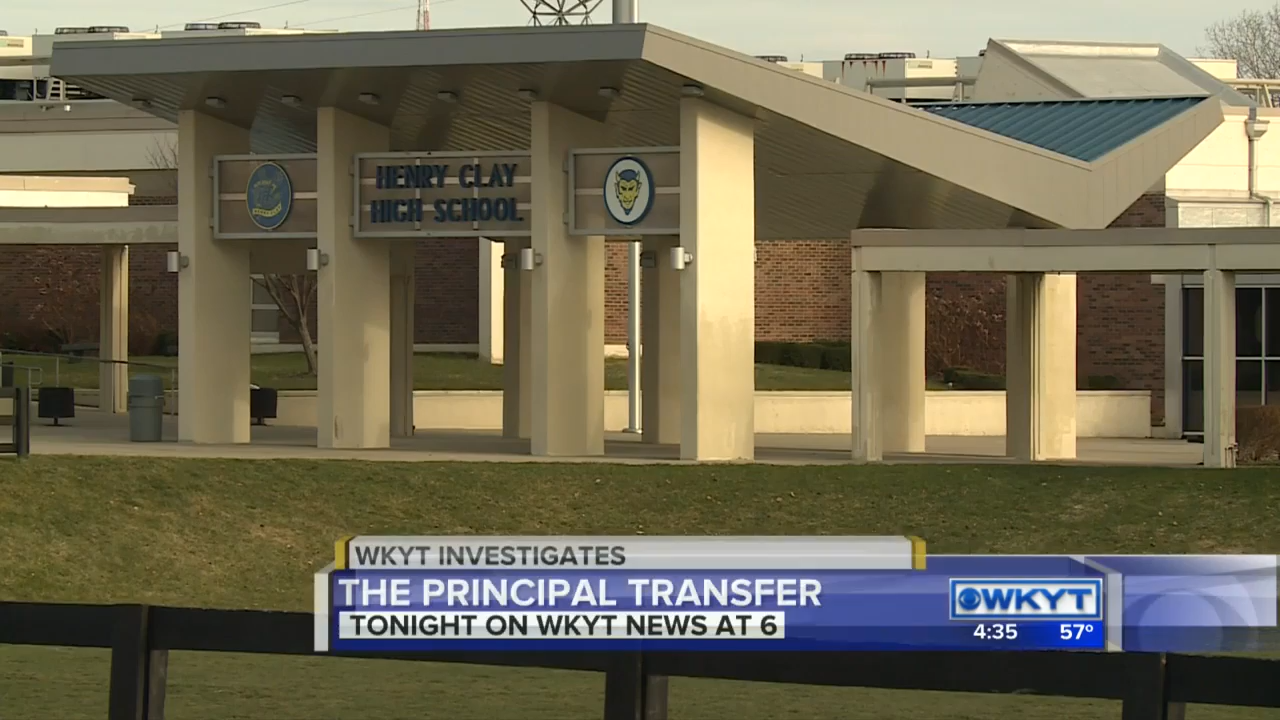 HENRY CLAY
HIGH SCHOOL
WKYT INVESTIGATES
THE PRINCIPAL TRANSFER
TONIGHT ON WKYT NEWS AT 6
WKYT
4:35 57°